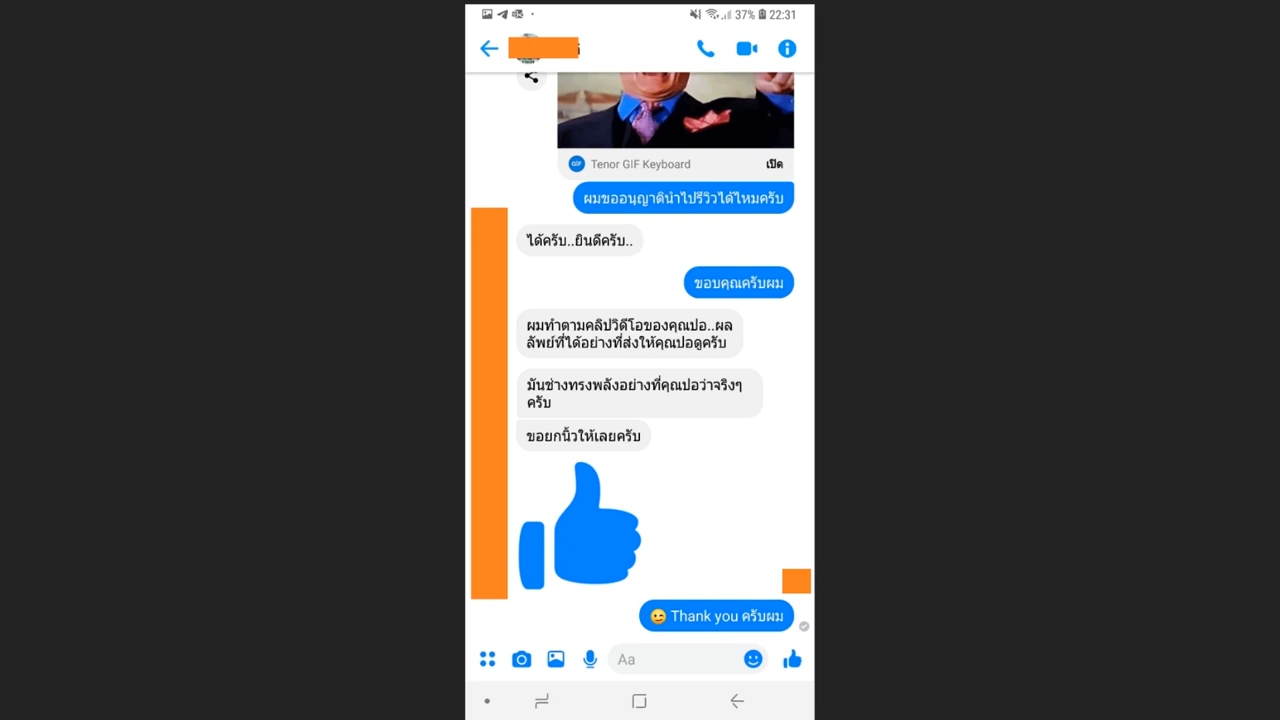 37% 22:31
GIF Tenor GIF Keyboard เปิด
ผมขออนุญาตินำไปรีวิวได้ไหมครับ
ได้ครับ..ยินดีครับ..
ขอบคุณครับผม
ผมทำตามคลิปวิดีโอของคุณปอ..ผล
ลัพย์ที่ได้อย่างที่ส่งให้คุณปอดูครับ
มันช่างทรงพลังอย่างที่คุณปอว่าจริงๆ
ครับ
ขอยกนิ้วให้เลยครับ
😉 Thank you ครับผม
Aa